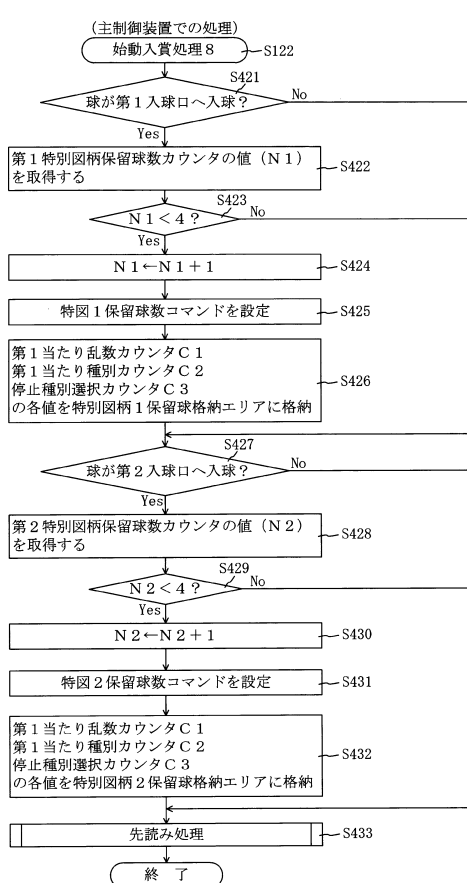 (主制御装置での処理)
始動入賞処理8
S122
S421
球が第1入球口へ入球?
No
Yes
第1特別図柄保留球数カウンタの値(N1)
を取得する
S422
S423
N1<4?
No
Yes
N1←N1+1
S424
特図1保留球数コマンドを設定
S425
第1当たり乱数カウンタC1
第1当たり種別カウンタC2
停止種別選択カウンタC3
の各値を特別図柄1保留球格納エリアに格納
S426
S427
球が第2入球口へ入球?
No
Yes
第2特別図柄保留球数カウンタの値(N2)
を取得する
S428
S429
N2<4?
No
Yes
N2←N2+1
S430
特図2保留球数コマンドを設定
S431
第1当たり乱数カウンタC1
第1当たり種別カウンタC2
停止種別選択カウンタC3
の各値を特別図柄2保留球格納エリアに格納
S432
先読み処理
S433
終 了